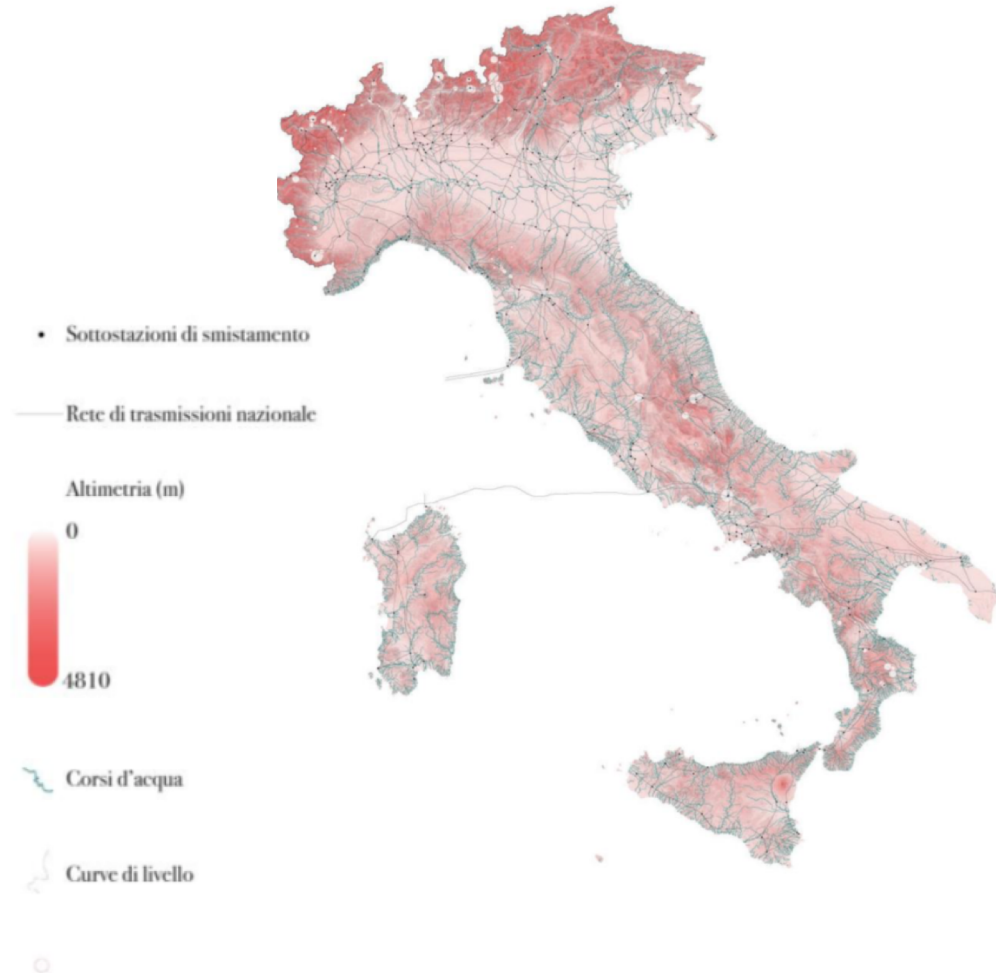 Sottostazioni di smistamento
Rete di trasmissioni nazionale
Altimetria (m)
0
4810
Corsi d'acqua
Curve di livello